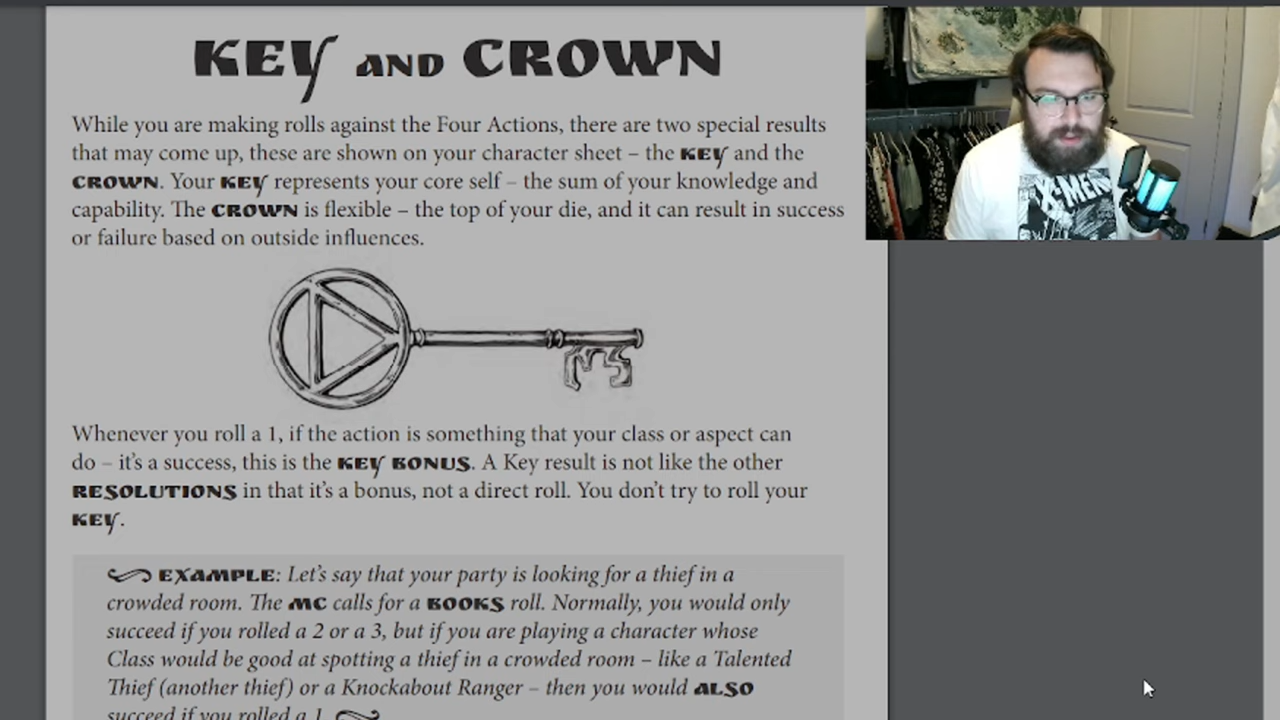 KEY AND CROWN
While you are making rolls against the Four Actions, there are two special results
that may come up, these are shown on your character sheet – the KEY and the
CROWN. Your KEY represents your core self – the sum of your knowledge and
capability. The CROWN is flexible – the top of your die, and it can result in success
or failure based on outside influences.
X-MEN
Whenever you roll a 1, if the action is something that your class or aspect can
do – it's a success, this is the KEY BONUS. A Key result is not like the other
RESOLUTIONS in that it's a bonus, not a direct roll. You don't try to roll your
KEY.
EXAMPLE: Let's say that your party is looking for a thief in a
crowded room. The MC calls for a BOOKS roll. Normally, you would only
succeed if you rolled a 2 or a 3, but if you are playing a character whose
Class would be good at spotting a thief in a crowded room – like a Talented
Thief (another thief) or a Knockabout Ranger – then you would ALSO
succeed if you rolled a 1.